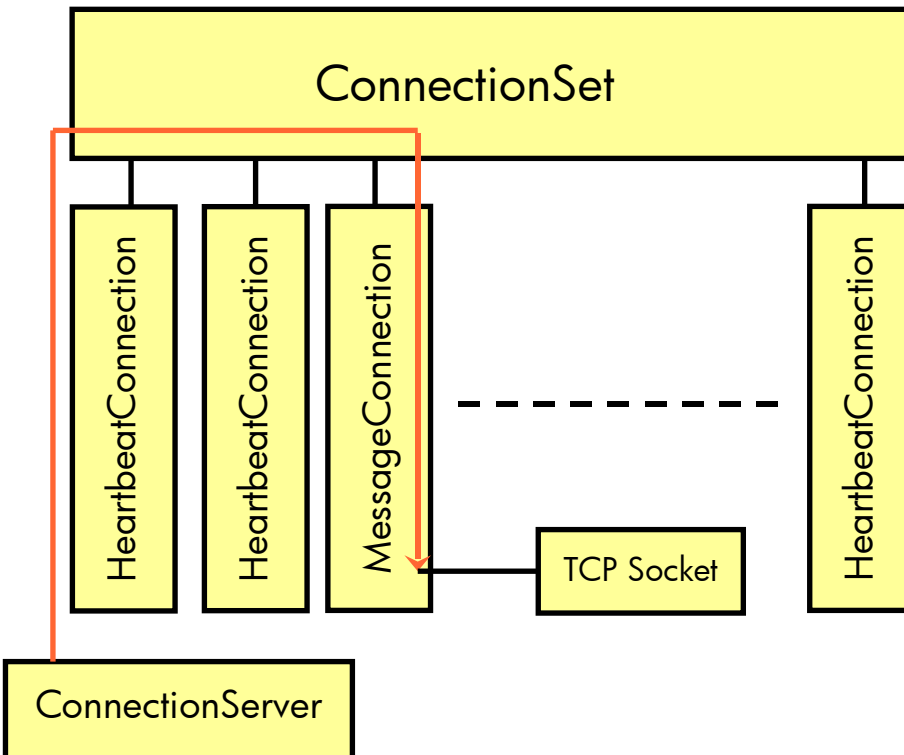 ConnectionSet
HeartbeatConnection
HeartbeatConnection
MessageConnection
HeartbeatConnection
TCP Socket
ConnectionServer